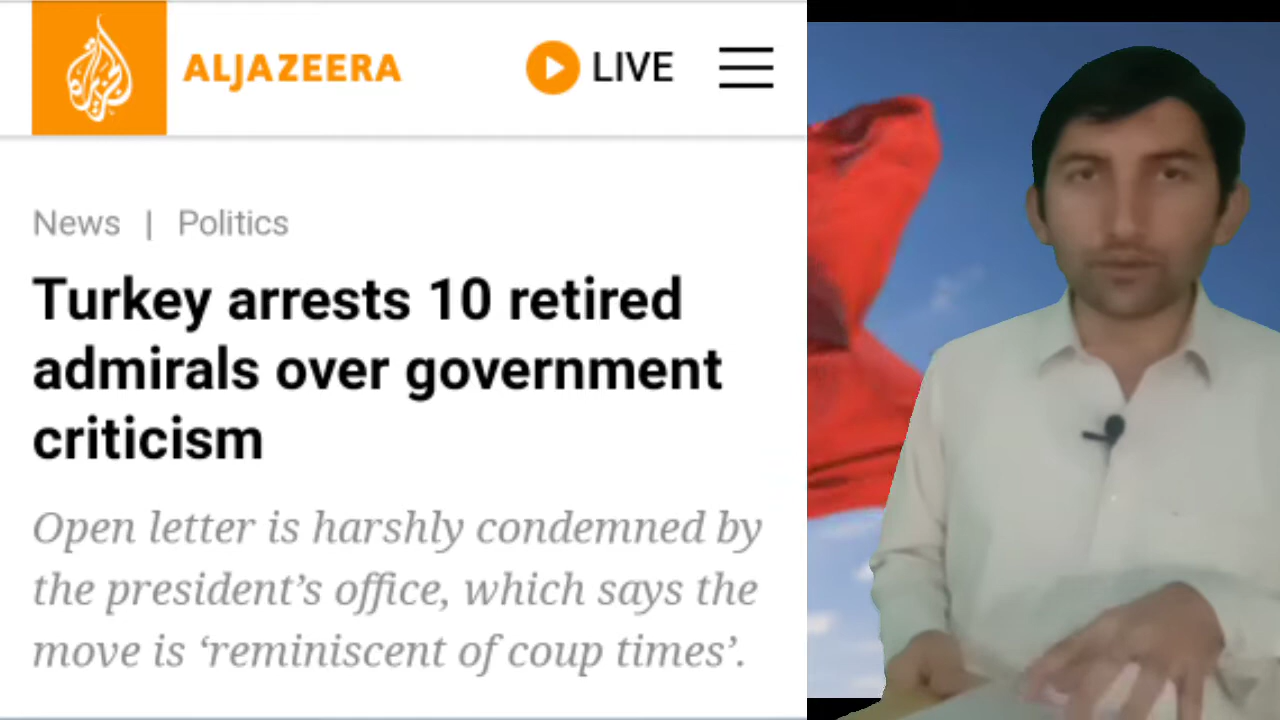 ALJAZEERA
LIVE
News | Politics
Turkey arrests 10 retired
admirals over government
criticism
Open letter is harshly condemned by
the president’s office, which says the
move is ‘reminiscent of coup times’.